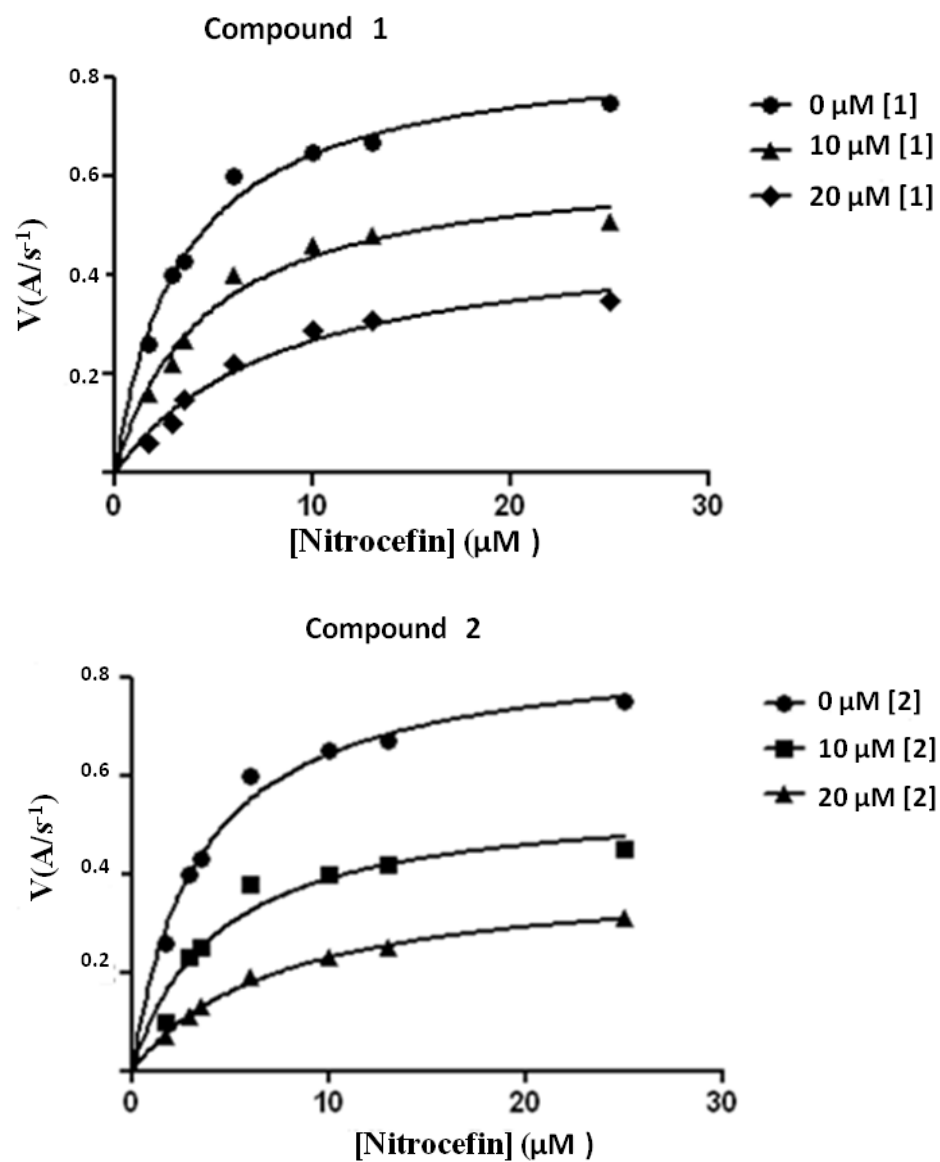 Compound 1
0.8
0.6
0.4
0.2
0 10 20 30
V(A/s⁻¹)
[Nitrocefin] (µM )
0 µM [1]
10 µM [1]
20 µM [1]
Compound 2
0.8
0.6
0.4
0.2
0 10 20 30
V(A/s⁻¹)
[Nitrocefin] (µM )
0 µM [2]
10 µM [2]
20 µM [2]